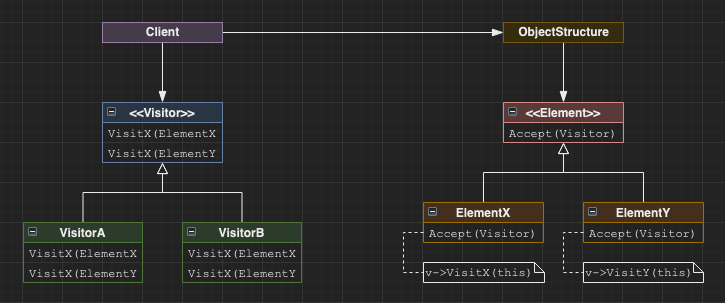 Client
ObjectStructure
<<Visitor>>
VisitX(ElementX
VisitX(ElementY
<<Element>>
Accept(Visitor)
VisitorA
VisitX(ElementX
VisitX(ElementY
VisitorB
VisitX(ElementX
VisitX(ElementY
ElementX
Accept(Visitor)
v->VisitX(this)
ElementY
Accept(Visitor)
v->VisitY(this)